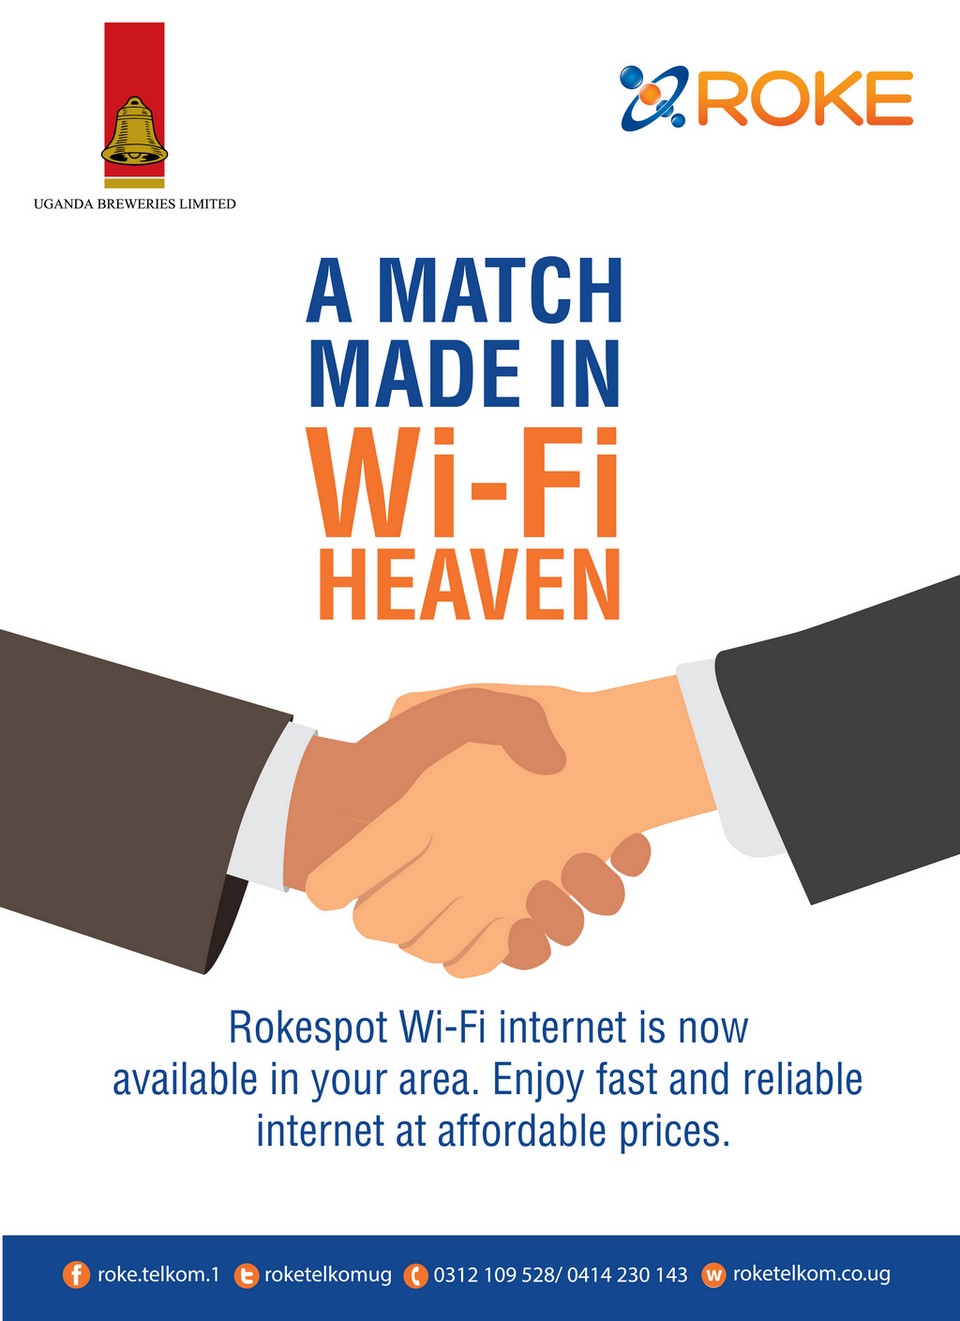 UGANDA BREWERIES LIMITED
ROKE
A MATCH
MADE IN
Wi-Fi
HEAVEN
Rokespot Wi-Fi internet is now
available in your area. Enjoy fast and reliable
internet at affordable prices.
f roke.telkom.1 t roketelkomug 0312 109 528/ 0414 230 143 w roketelkom.co.ug